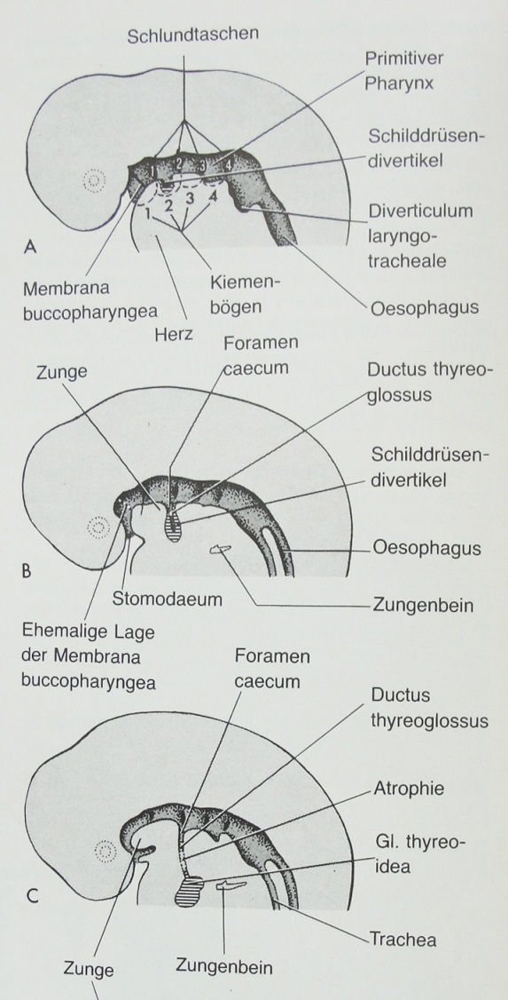 Schlundtaschen
Primitiver
Pharynx
Schilddrüsen-
divertikel
Diverticulum
laryngo-
tracheale
Oesophagus
1 2 3 4
1 2 3 4
A
Membrana
buccopharyngea
Kiemen-
bögen
Herz
Zunge
Foramen
caecum
Ductus thyreo-
glossus
Schilddrüsen-
divertikel
Oesophagus
Zungenbein
B
Stomodaeum
Ehemalige Lage
der Membrana
buccopharyngea
Foramen
caecum
Ductus
thyreoglossus
Atrophie
Gl. thyreo-
idea
C
Trachea
Zunge
Zungenbein